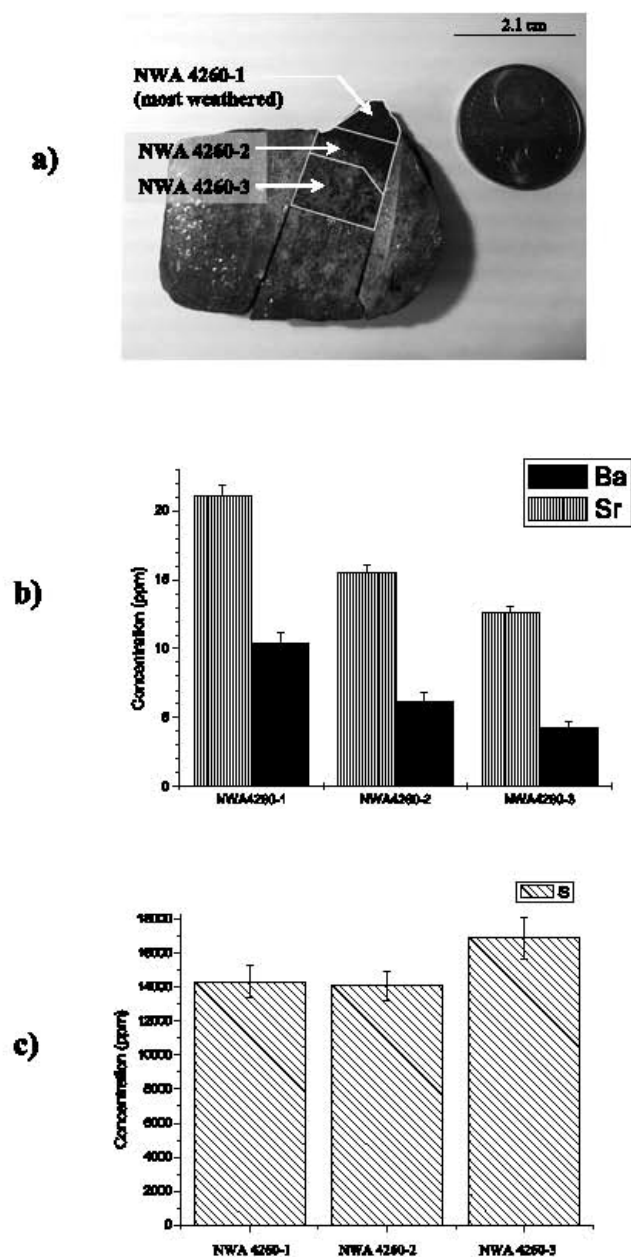 a)
2.1 cm
NWA 4260-1
(most weathered)
NWA 4260-2
NWA 4260-3
b)
Ba
Sr
Concentration (ppm)
20
15
10
5
0
NWA4260-1
NWA4260-2
NWA4260-3
c)
S
Concentration (ppm)
18000
16000
14000
12000
10000
8000
6000
4000
2000
0
NWA 4260-1
NWA 4260-2
NWA 4260-3